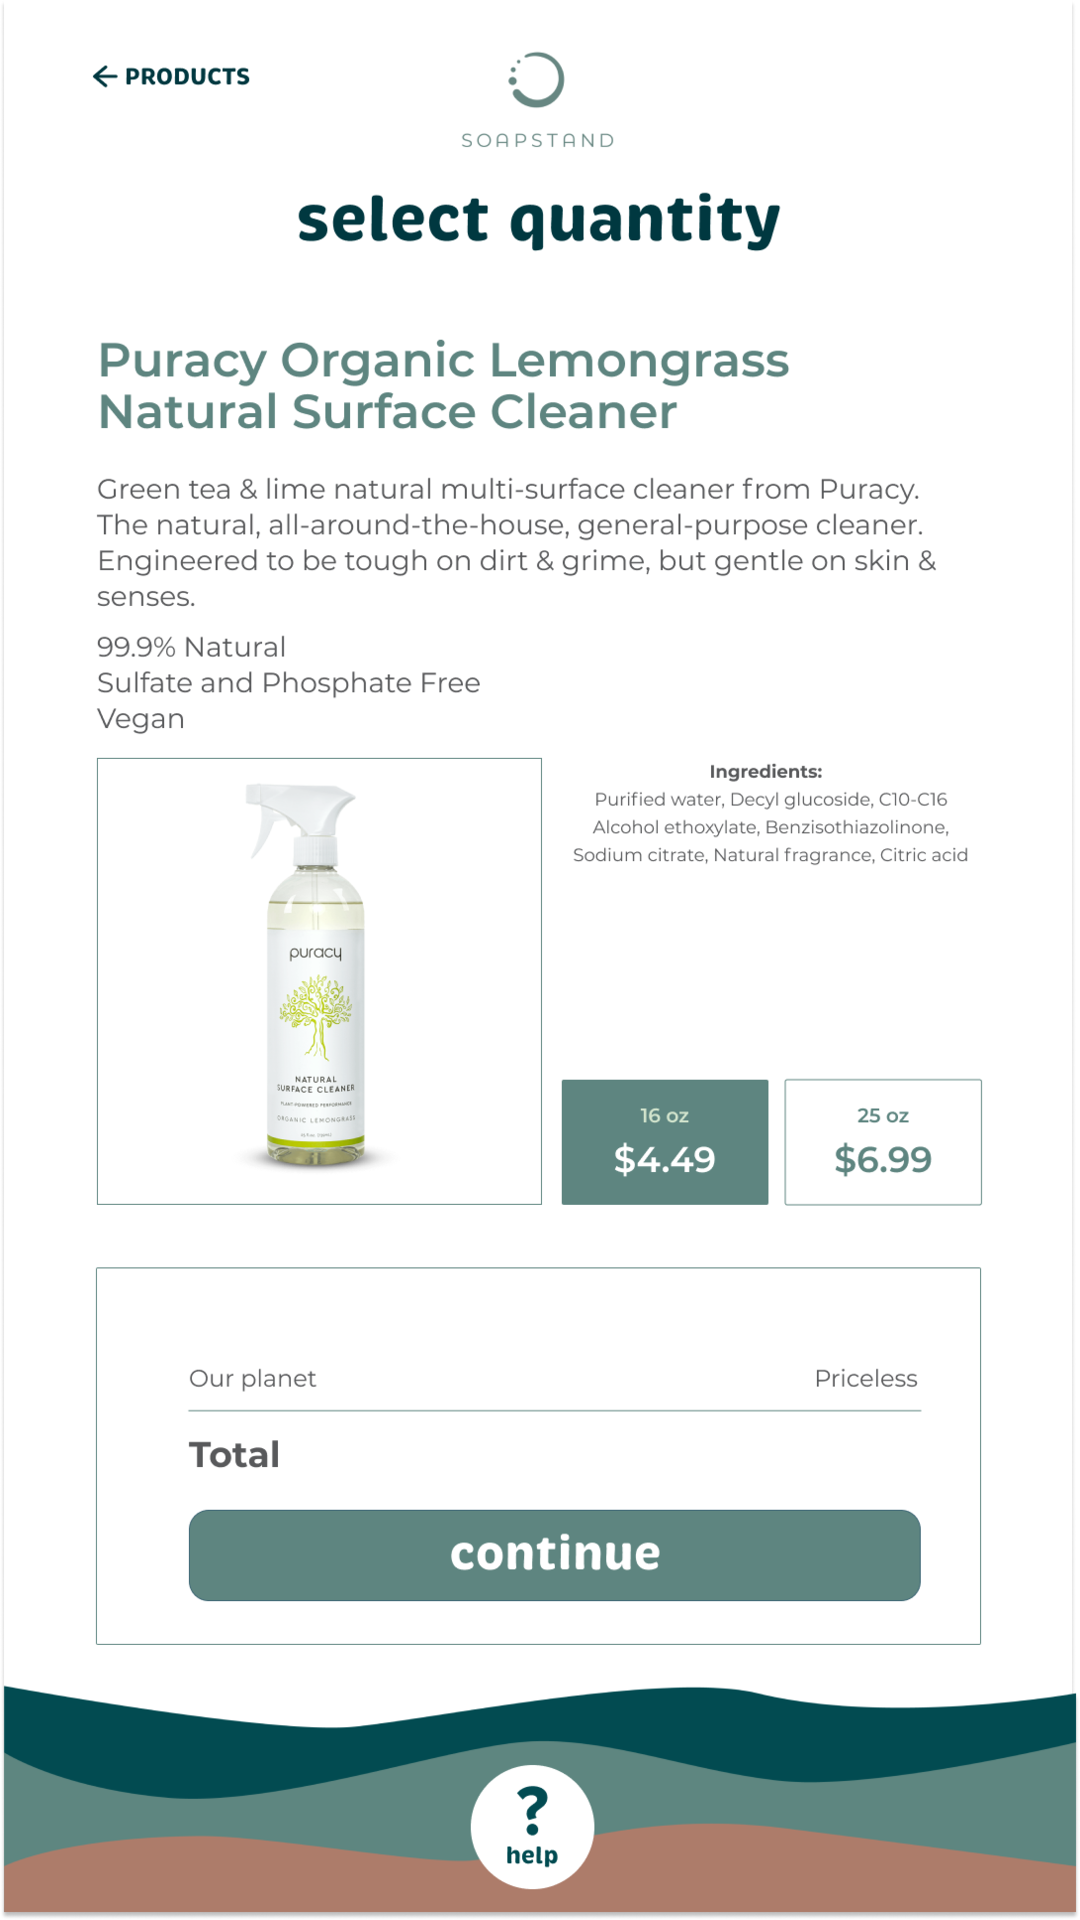 ← PRODUCTS
SOAPSTAND
select quantity
Puracy Organic Lemongrass
Natural Surface Cleaner
Green tea & lime natural multi-surface cleaner from Puracy.
The natural, all-around-the-house, general-purpose cleaner.
Engineered to be tough on dirt & grime, but gentle on skin &
senses.
99.9% Natural
Sulfate and Phosphate Free
Vegan
puracy
NATURAL
SURFACE CLEANER
PLANT-POWERED PERFORMANCE
ORGANIC LEMONGRASS
Ingredients:
Purified water, Decyl glucoside, C10-C16
Alcohol ethoxylate, Benzisothiazolinone,
Sodium citrate, Natural fragrance, Citric acid
16 oz
$4.49
25 oz
$6.99
Our planet Priceless
Total
continue
?
help